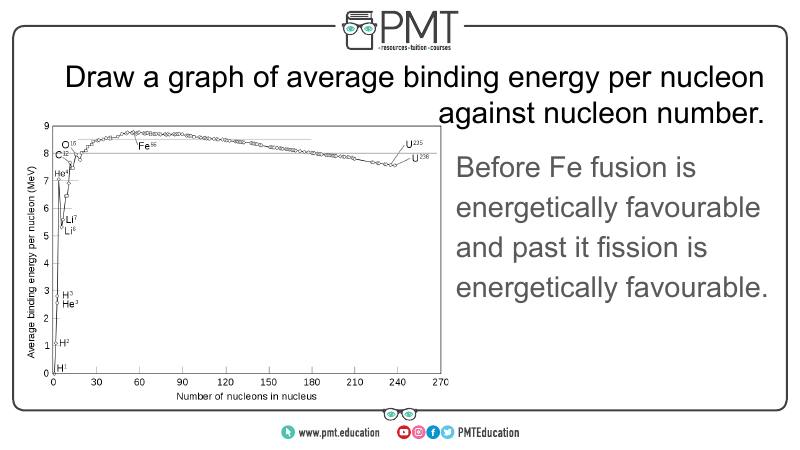 PMT
•resources•tuition•courses
Draw a graph of average binding energy per nucleon
against nucleon number.
Before Fe fusion is
energetically favourable
and past it fission is
energetically favourable.
Average binding energy per nucleon (MeV)
9
8
7
6
5
4
3
2
1
0
O¹⁶
C¹²
He⁴
Li⁷
Li⁶
H³
He³
H²
H¹
Fe⁵⁶
U²³⁵
U²³⁸
0 30 60 90 120 150 180 210 240 270
Number of nucleons in nucleus
www.pmt.education PMTEducation